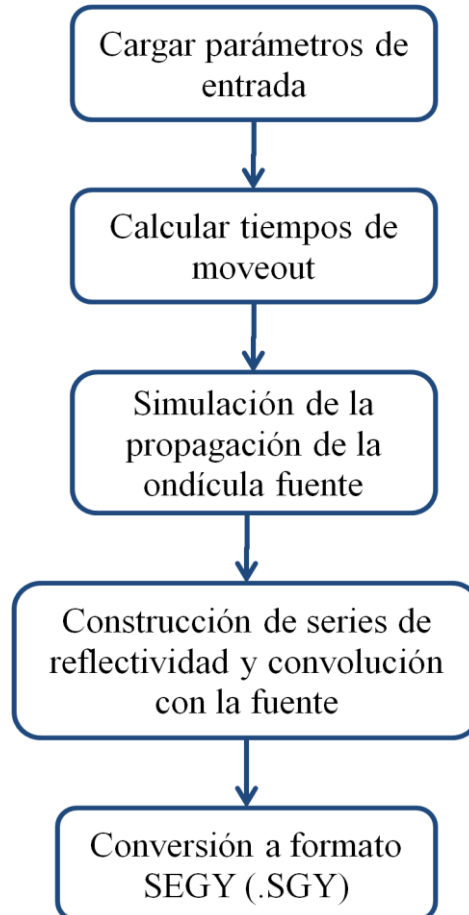 Cargar parámetros de
entrada
Calcular tiempos de
moveout
Simulación de la
propagación de la
ondícula fuente
Construcción de series de
reflectividad y convolución
con la fuente
Conversión a formato
SEGY (.SGY)